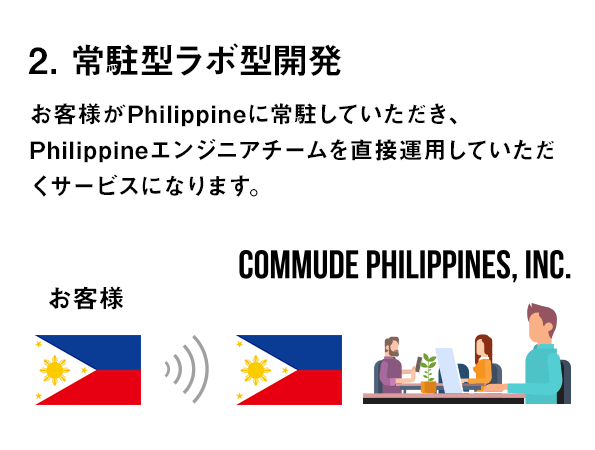 2. 常駐型ラボ型開発
お客様がPhilippineに常駐していただき、
Philippineエンジニアチームを直接運用していただ
くサービスになります。
COMMUDE PHILIPPINES, INC.
お客様